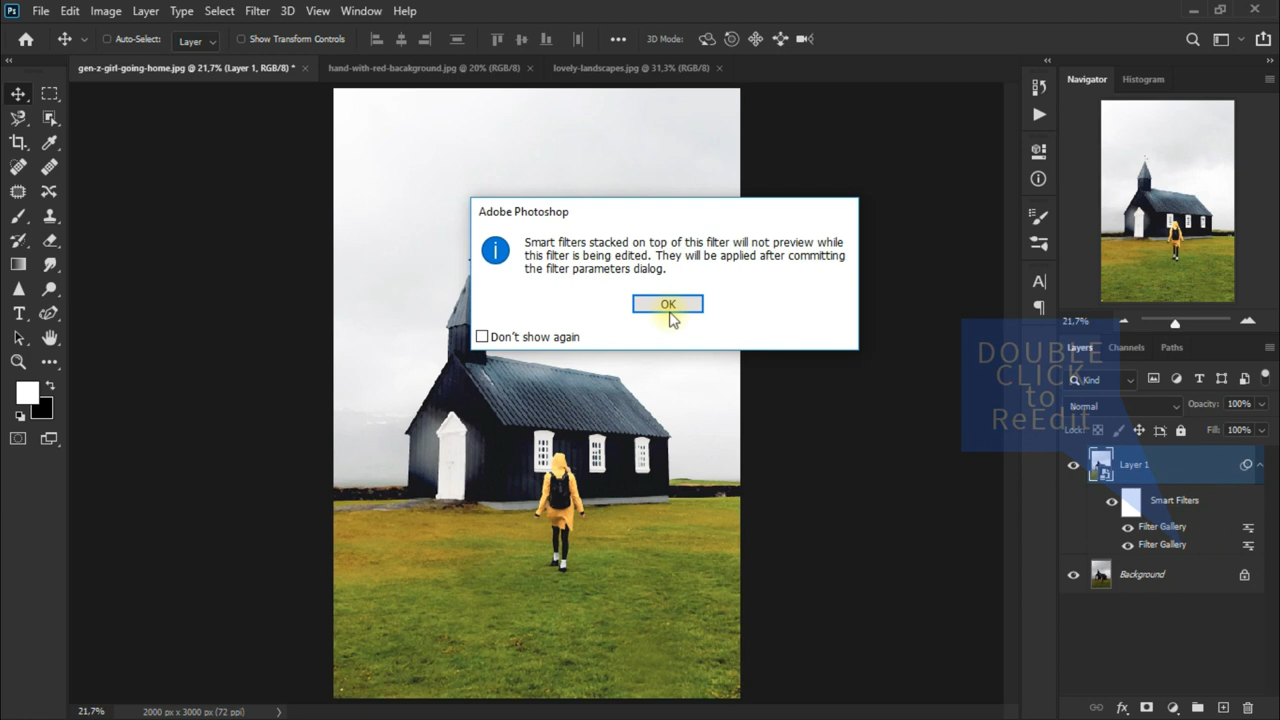 Ps File Edit Image Layer Type Select Filter 3D View Window Help
Auto-Select: Layer Show Transform Controls 3D Mode:
gen-z-girl-going-home.jpg @ 21,7% (Layer 1, RGB/8) * × hand-with-red-bacakground.jpg @ 20% (RGB/8) × lovely-landscapes.jpg @ 31,3% (RGB/8) ×
Navigator Histogram
Adobe Photoshop
Smart filters stacked on top of this filter will not preview while
this filter is being edited. They will be applied after committing
the filter parameters dialog.
OK
Don't show again
21,7%
Layers Channels Paths
DOUBLE
CLICK
to
ReEdit
Kind
Normal Opacity: 100%
Lock: Fill: 100%
Layer 1
Smart Filters
Filter Gallery
Filter Gallery
Background
21,7% 2000 px x 3000 px (72 ppi)